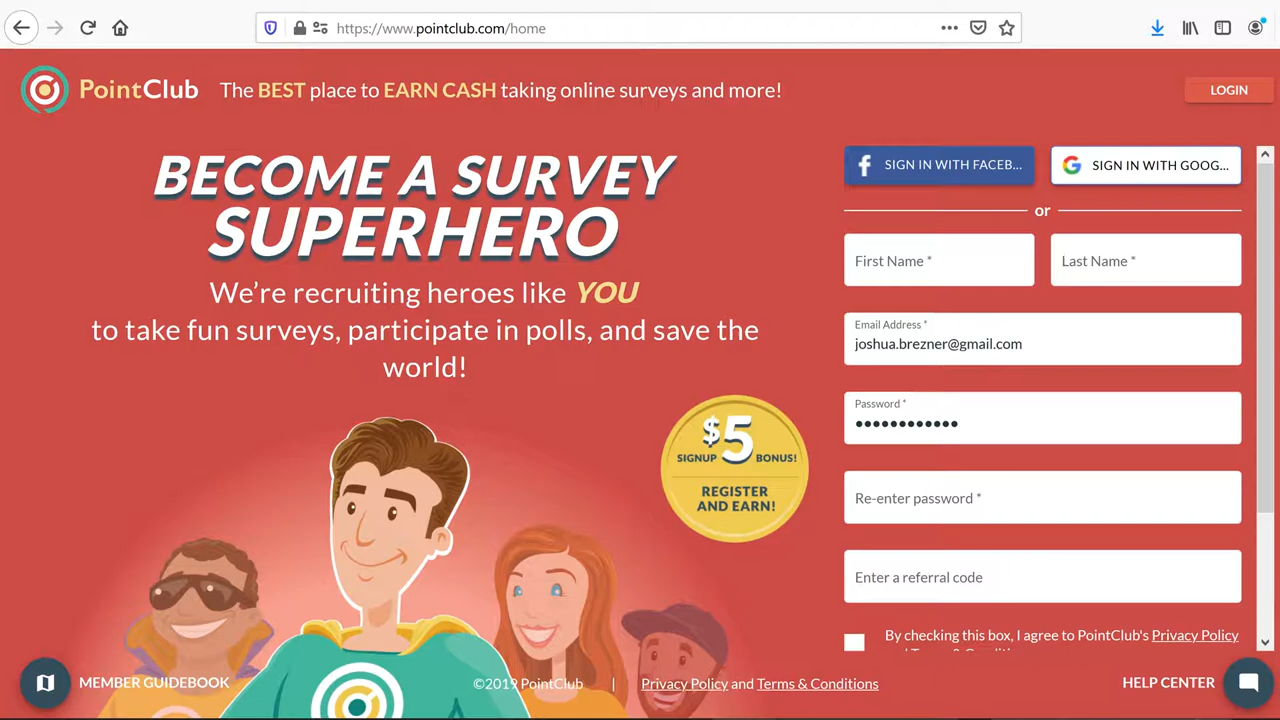 https://www.pointclub.com/home
PointClub The BEST place to EARN CASH taking online surveys and more!
LOGIN
BECOME A SURVEY
SUPERHERO
We're recruiting heroes like YOU
to take fun surveys, participate in polls, and save the
world!
$5
SIGNUP BONUS!
REGISTER
AND EARN!
SIGN IN WITH FACEB...
SIGN IN WITH GOOG...
or
First Name *
Last Name *
Email Address *
joshua.brezner@gmail.com
Password *
••••••••••••
Re-enter password *
Enter a referral code
By checking this box, I agree to PointClub's Privacy Policy
and Terms & Conditions
MEMBER GUIDEBOOK
©2019 PointClub | Privacy Policy and Terms & Conditions
HELP CENTER